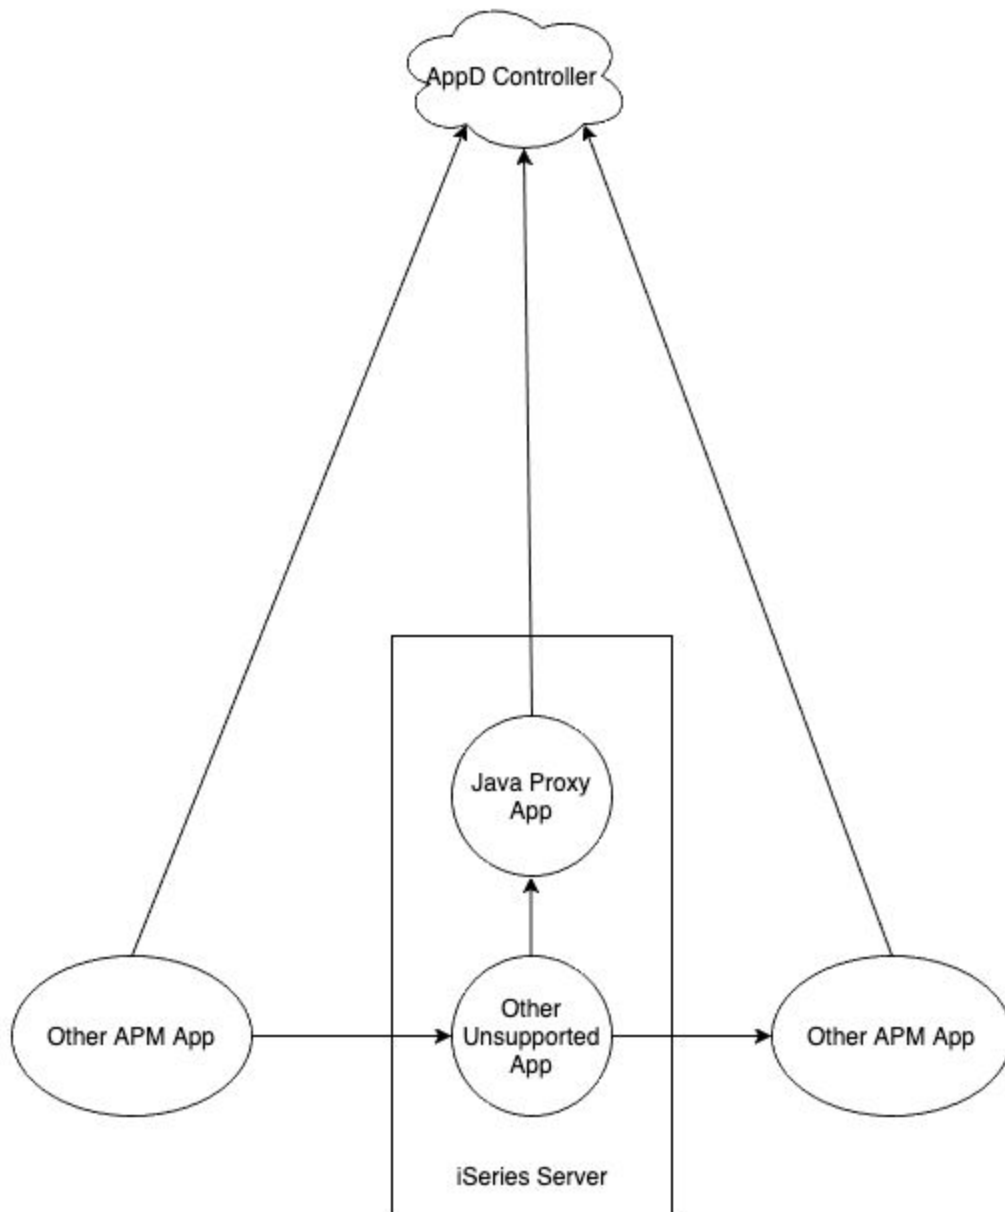 AppD Controller
Java Proxy
App
Other APM App
Other
Unsupported
App
Other APM App
iSeries Server